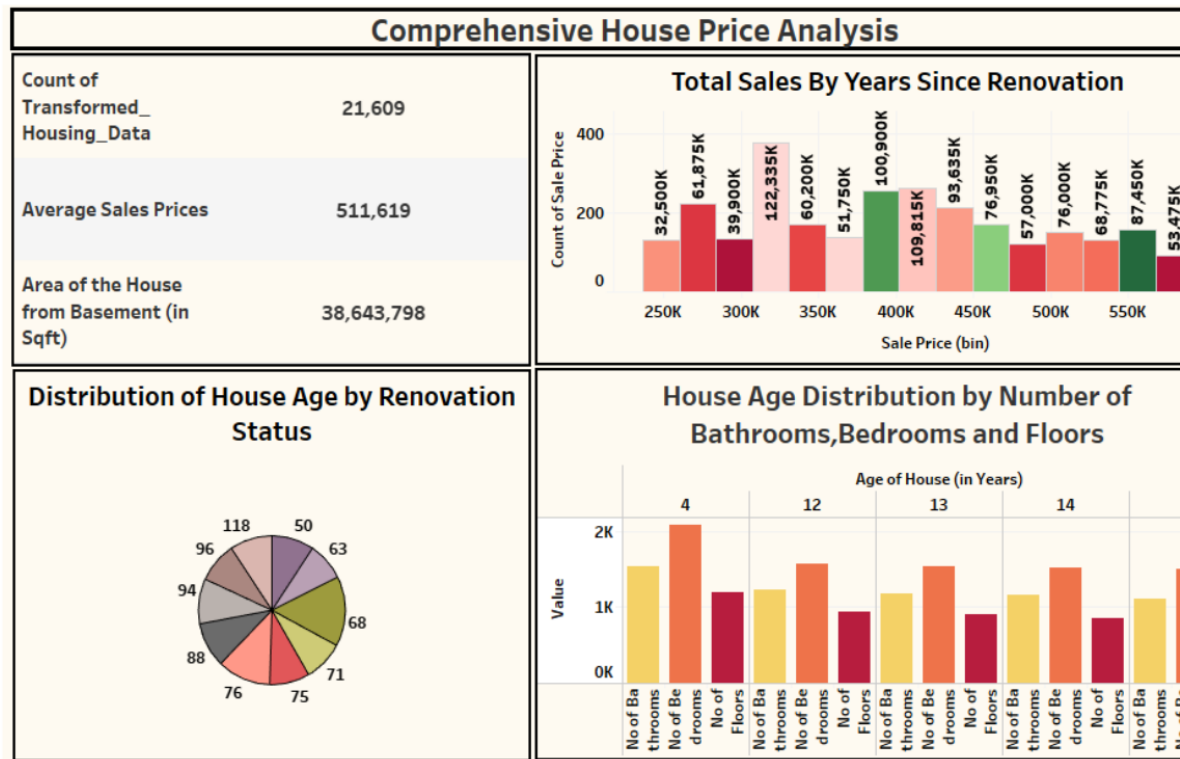 Comprehensive House Price Analysis
Count of
Transformed_
Housing_Data
21,609
Average Sales Prices
511,619
Area of the House
from Basement (in
Sqft)
38,643,798
Total Sales By Years Since Renovation
Count of Sale Price
400
200
0
32,500K
61,875K
39,900K
122,335K
60,200K
51,750K
100,900K
109,815K
93,635K
76,950K
57,000K
76,000K
68,775K
87,450K
53,475K
250K
300K
350K
400K
450K
500K
550K
Sale Price (bin)
Distribution of House Age by Renovation
Status
118
50
63
68
71
75
76
88
94
96
House Age Distribution by Number of
Bathrooms,Bedrooms and Floors
Age of House (in Years)
4
12
13
14
Value
2K
1K
0K
No of Ba
throoms
No of Be
drooms
No of
Floors
No of Ba
throoms
No of Be
drooms
No of
Floors
No of Ba
throoms
No of Be
drooms
No of
Floors
No of Ba
throoms
No of Be
drooms
No of
Floors
No of Ba
throoms
No of Be